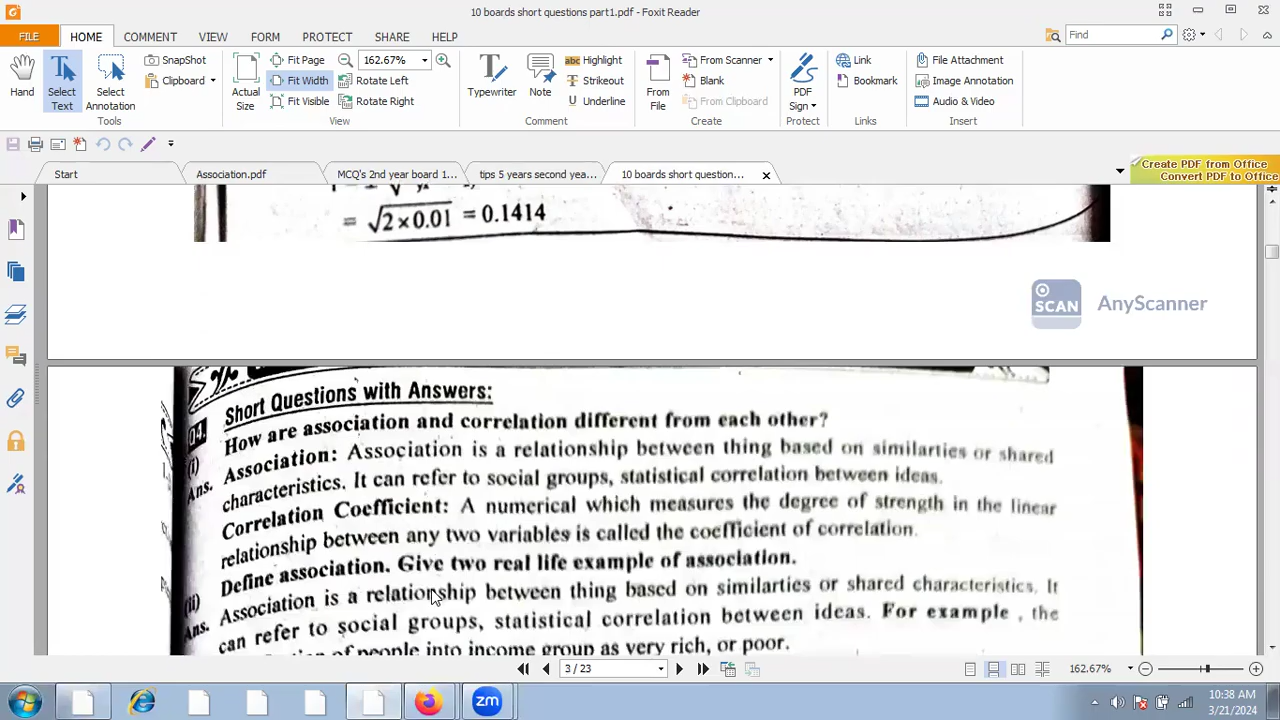 10 boards short questions part1.pdf - Foxit Reader
FILE HOME COMMENT VIEW FORM PROTECT SHARE HELP Find
SnapShot Fit Page 162.67% Highlight From Scanner Link File Attachment
Clipboard Fit Width Rotate Left Strikeout Blank Bookmark Image Annotation
Hand Select Text Select Annotation Actual Size Fit Visible Rotate Right Typewriter Note Underline From File From Clipboard PDF Sign Audio & Video
Tools View Comment Create Protect Links Insert
Start Association.pdf MCQ's 2nd year board 1... tips 5 years second yea... 10 boards short question... Create PDF from Office
Convert PDF to Office
= √2×0.01 = 0.1414
SCAN AnyScanner
Short Questions with Answers:
04.
(i) How are association and correlation different from each other?
Ans. Association: Association is a relationship between thing based on similarties or shared
characteristics. It can refer to social groups, statistical correlation between ideas.
Correlation Coefficient: A numerical which measures the degree of strength in the linear
relationship between any two variables is called the coefficient of correlation.
(ii) Define association. Give two real life example of association.
Ans. Association is a relationship between thing based on similarties or shared characteristics. It
can refer to social groups, statistical correlation between ideas. For example , the
of people into income group as very rich, or poor.
3 / 23 162.67%
zm 10:38 AM
3/21/2024